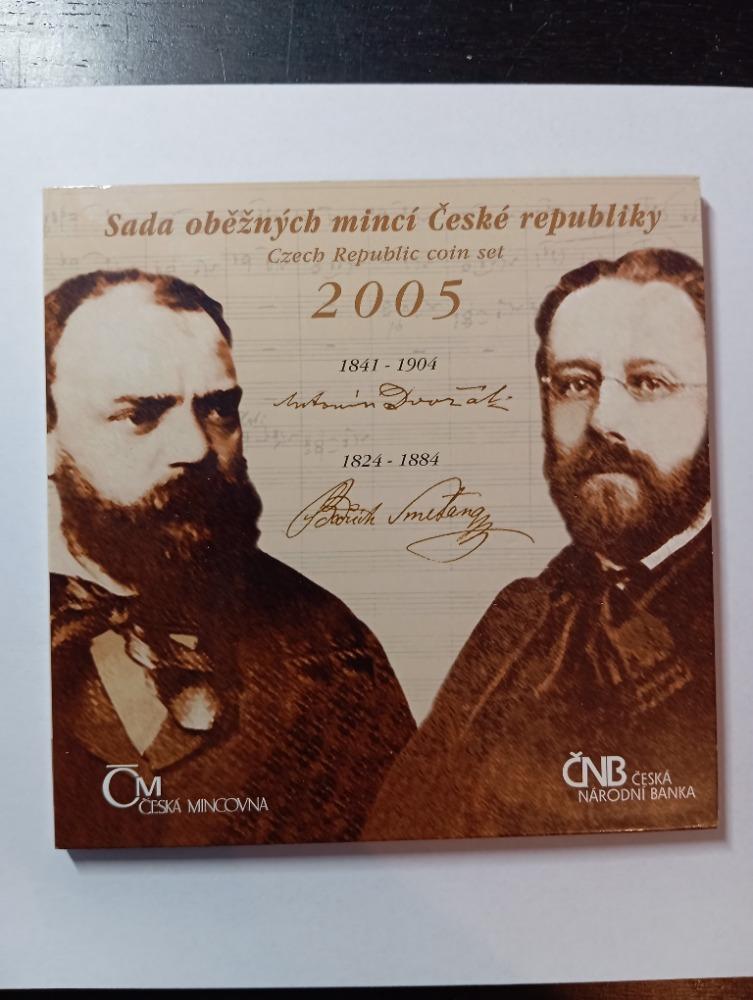 Sada oběžných mincí České republiky
Czech Republic coin set
2005
1841 - 1904
Antonín Dvořák
1824 - 1884
Bedřich Smetana
ČM
ČESKÁ MINCOVNA
ČNB ČESKÁ
NÁRODNÍ BANKA